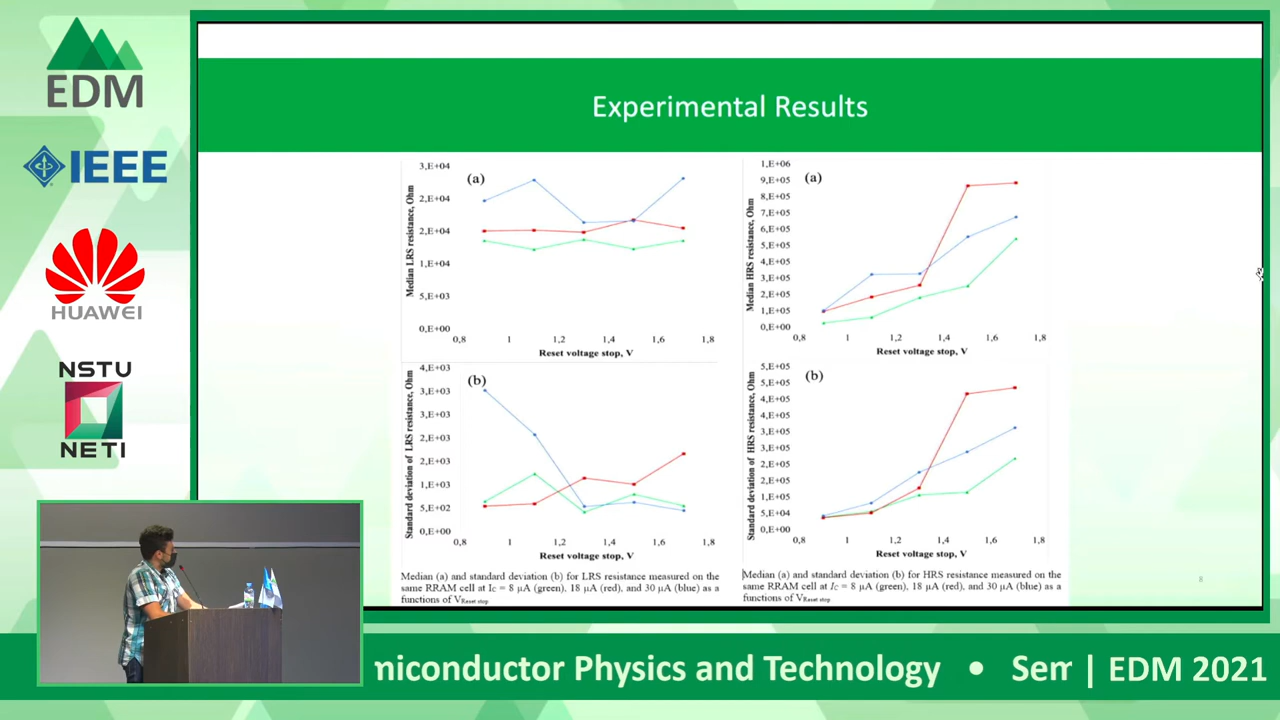 EDM
IEEE
HUAWEI
NSTU
NETI
Experimental Results
(a)
Median LRS resistance, Ohm
3,E+04
2,E+04
2,E+04
1,E+04
5,E+03
0,E+00
0,8 1 1,2 1,4 1,6 1,8
Reset voltage stop, V
(b)
Standard deviation of LRS resistance, Ohm
4,E+03
3,E+03
3,E+03
2,E+03
2,E+03
1,E+03
5,E+02
0,E+00
0,8 1 1,2 1,4 1,6 1,8
Reset voltage stop, V
Median (a) and standard deviation (b) for LRS resistance measured on the
same RRAM cell at IC = 8 µA (green), 18 µA (red), and 30 µA (blue) as a
functions of VReset stop
(a)
Median HRS resistance, Ohm
1,E+06
9,E+05
8,E+05
7,E+05
6,E+05
5,E+05
4,E+05
3,E+05
2,E+05
1,E+05
0,E+00
0,8 1 1,2 1,4 1,6 1,8
Reset voltage stop, V
(b)
Standard deviation of HRS resistance, Ohm
5,E+05
5,E+05
4,E+05
4,E+05
3,E+05
3,E+05
2,E+05
2,E+05
1,E+05
5,E+04
0,E+00
0,8 1 1,2 1,4 1,6 1,8
Reset voltage stop, V
Median (a) and standard deviation (b) for HRS resistance measured on the
same RRAM cell at IC = 8 µA (green), 18 µA (red), and 30 µA (blue) as a
functions of VReset stop
8
miconductor Physics and Technology • Sem | EDM 2021